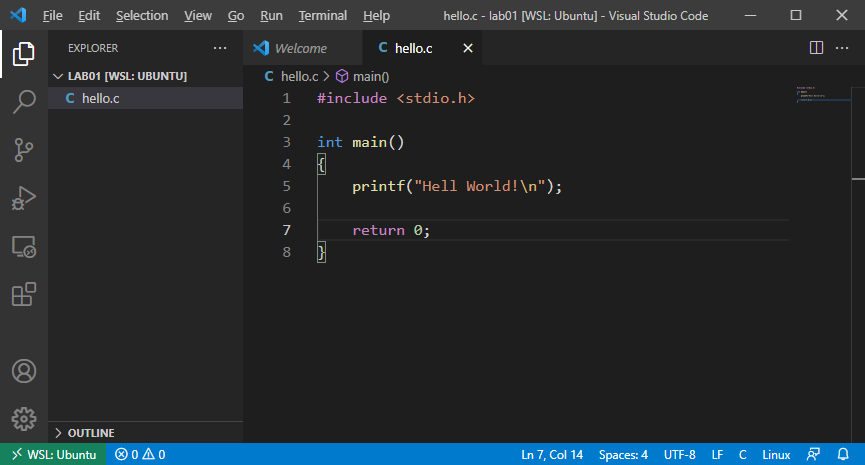 File Edit Selection View Go Run Terminal Help hello.c - lab01 [WSL: Ubuntu] - Visual Studio Code
EXPLORER ···
LAB01 [WSL: UBUNTU]
C hello.c
OUTLINE
Welcome
C hello.c
C hello.c > main()
1 #include <stdio.h>
2
3 int main()
4 {
5 printf("Hell World!\n");
6
7 return 0;
8 }
WSL: Ubuntu 0 0 Ln 7, Col 14 Spaces: 4 UTF-8 LF C Linux